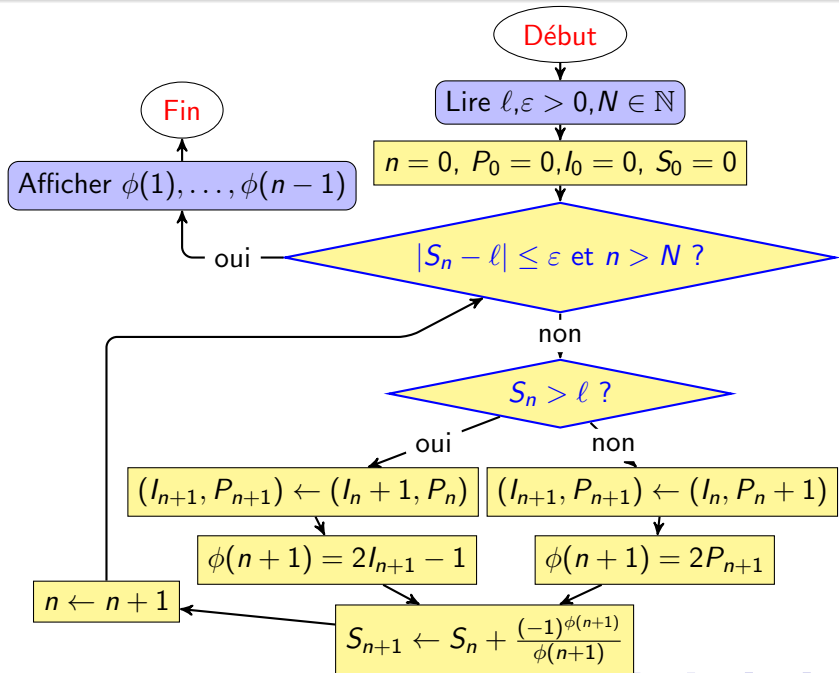 Début
Lire ℓ,ε > 0,N ∈ ℕ
n = 0, P₀ = 0,I₀ = 0, S₀ = 0
|Sₙ − ℓ| ≤ ε et n > N ?
oui
Afficher ϕ(1), . . . , ϕ(n − 1)
Fin
non
Sₙ > ℓ ?
oui
non
(Iₙ₊₁, Pₙ₊₁) ← (Iₙ + 1, Pₙ)
(Iₙ₊₁, Pₙ₊₁) ← (Iₙ, Pₙ + 1)
ϕ(n + 1) = 2Iₙ₊₁ − 1
ϕ(n + 1) = 2Pₙ₊₁
n ← n + 1
Sₙ₊₁ ← Sₙ + (−1)^ϕ(n+1) / ϕ(n+1)